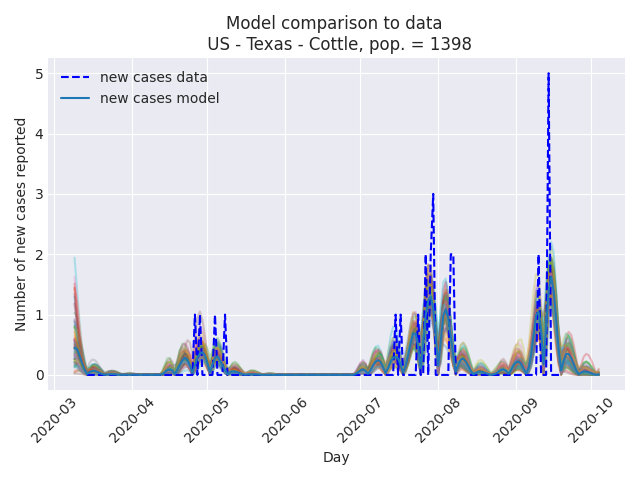 Model comparison to data
US - Texas - Cottle, pop. = 1398
new cases data
new cases model
Number of new cases reported
5
4
3
2
1
0
2020-03
2020-04
2020-05
2020-06
2020-07
2020-08
2020-09
2020-10
Day